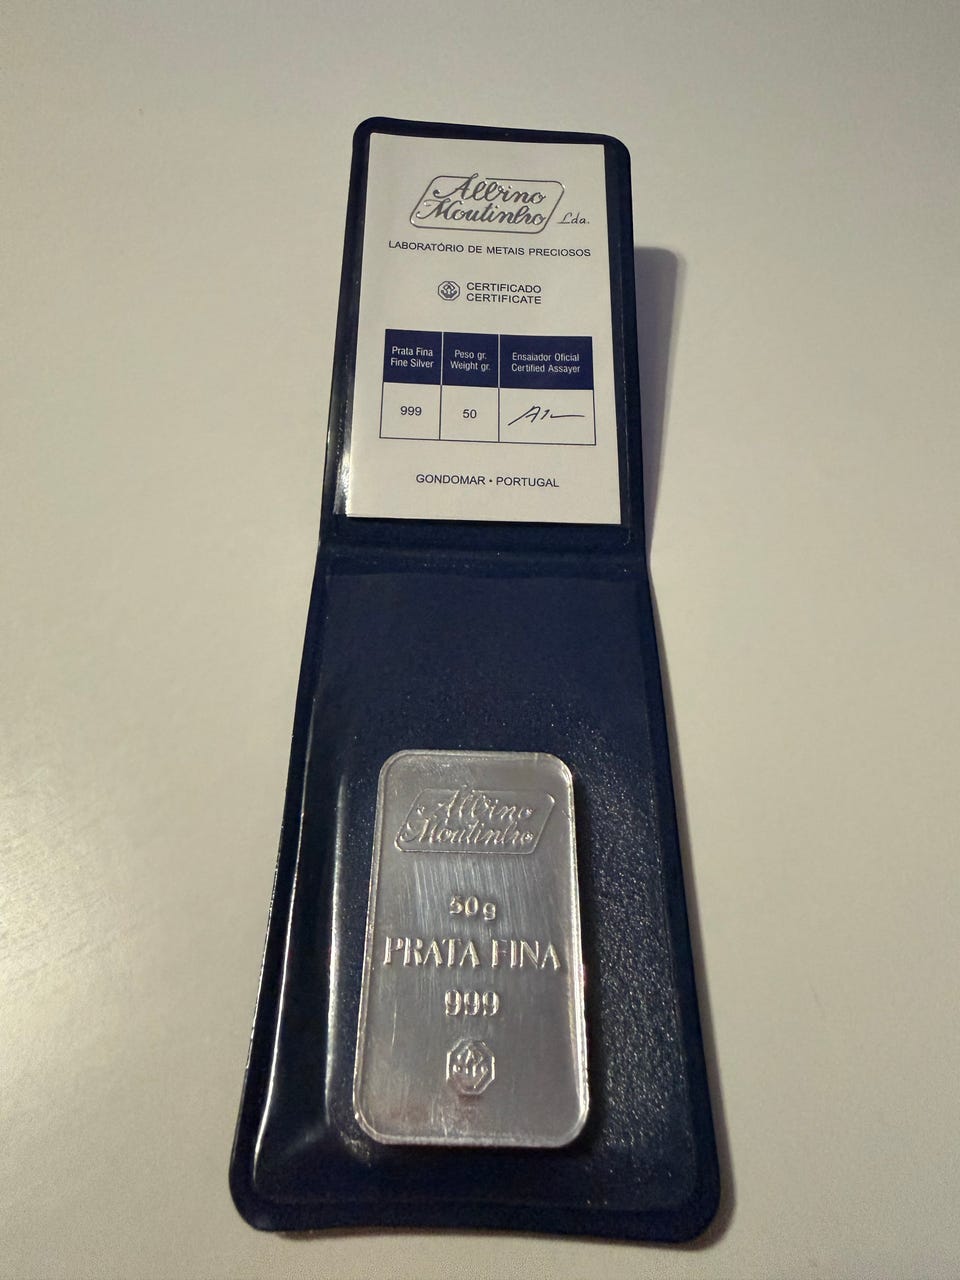 Albino
Moutinho Lda.
LABORATÓRIO DE METAIS PRECIOSOS
CERTIFICADO
CERTIFICATE
Prata Fina
Fine Silver
Peso gr.
Weight gr.
Ensaiador Oficial
Certified Assayer
999
50
GONDOMAR • PORTUGAL
Albino
Moutinho
50 g
PRATA FINA
999